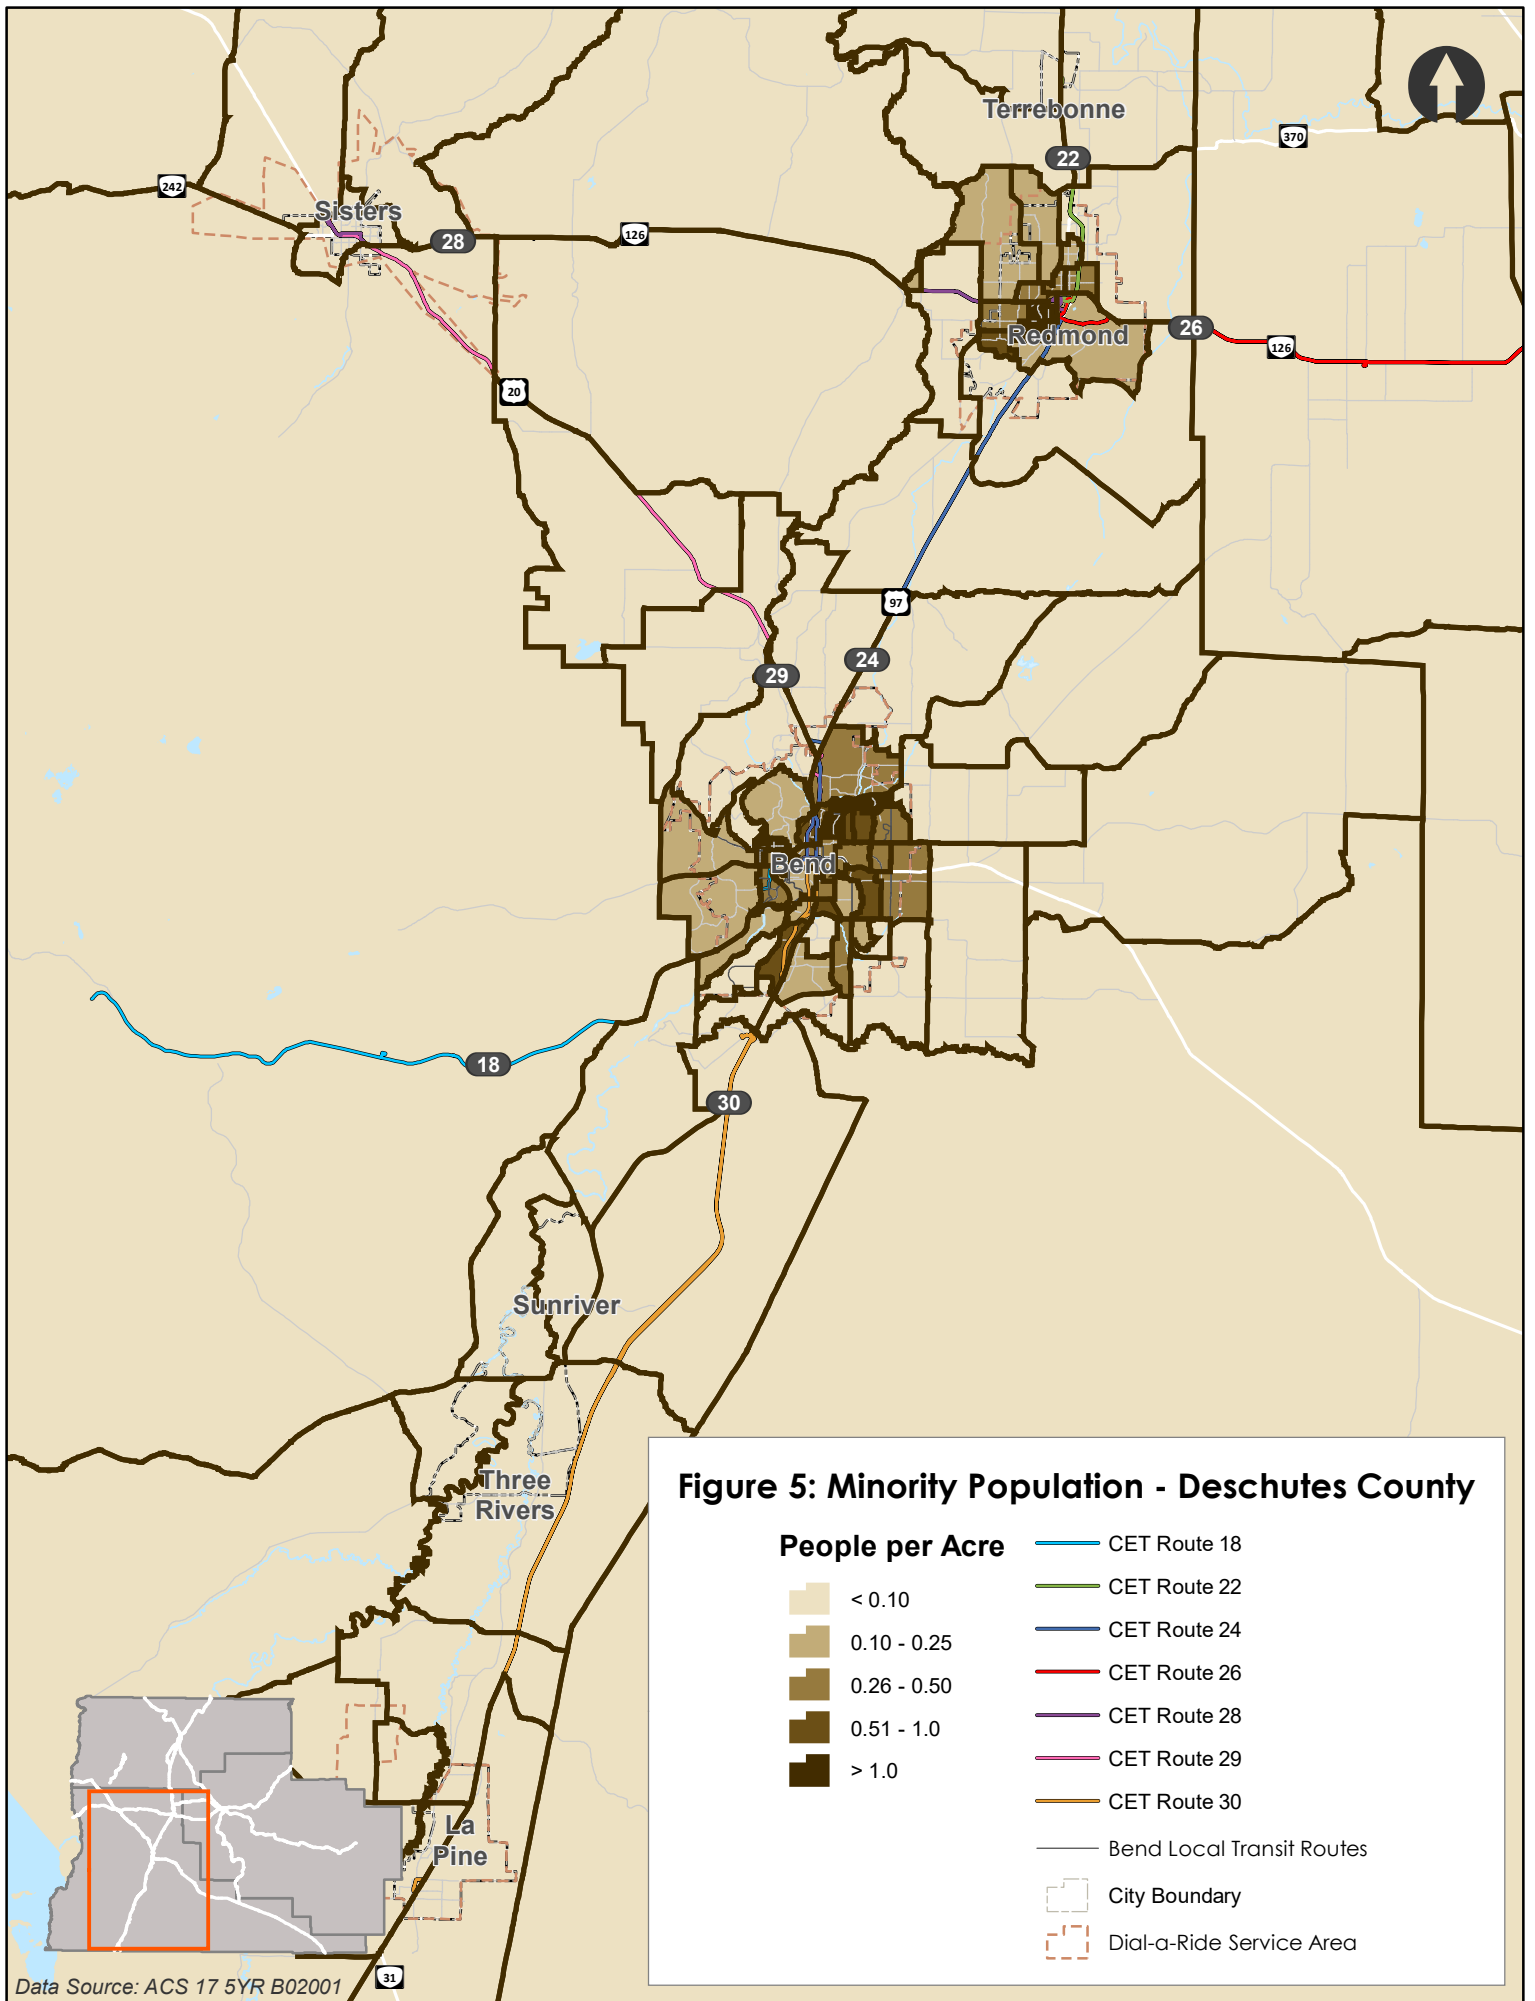 Terrebonne
370
22
242
Sisters
28
126
Redmond
26
126
20
97
24
29
Bend
18
30
Sunriver
Three
Rivers
La
Pine
31
Figure 5: Minority Population - Deschutes County
People per Acre
< 0.10
0.10 - 0.25
0.26 - 0.50
0.51 - 1.0
> 1.0
CET Route 18
CET Route 22
CET Route 24
CET Route 26
CET Route 28
CET Route 29
CET Route 30
Bend Local Transit Routes
City Boundary
Dial-a-Ride Service Area
Data Source: ACS 17 5YR B02001